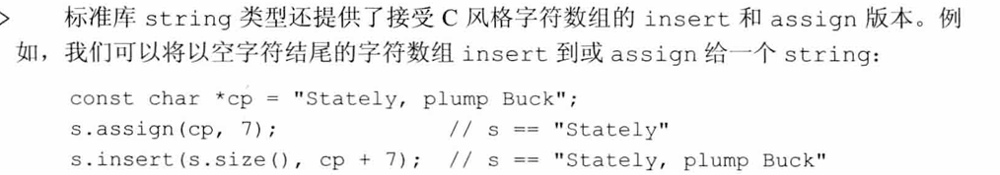 标准库 string 类型还提供了接受 C 风格字符数组的 insert 和 assign 版本。例
如，我们可以将以空字符结尾的字符数组 insert 到或 assign 给一个 string：
const char *cp = "Stately, plump Buck";
s.assign(cp, 7); // s == "Stately"
s.insert(s.size(), cp + 7); // s == "Stately, plump Buck"